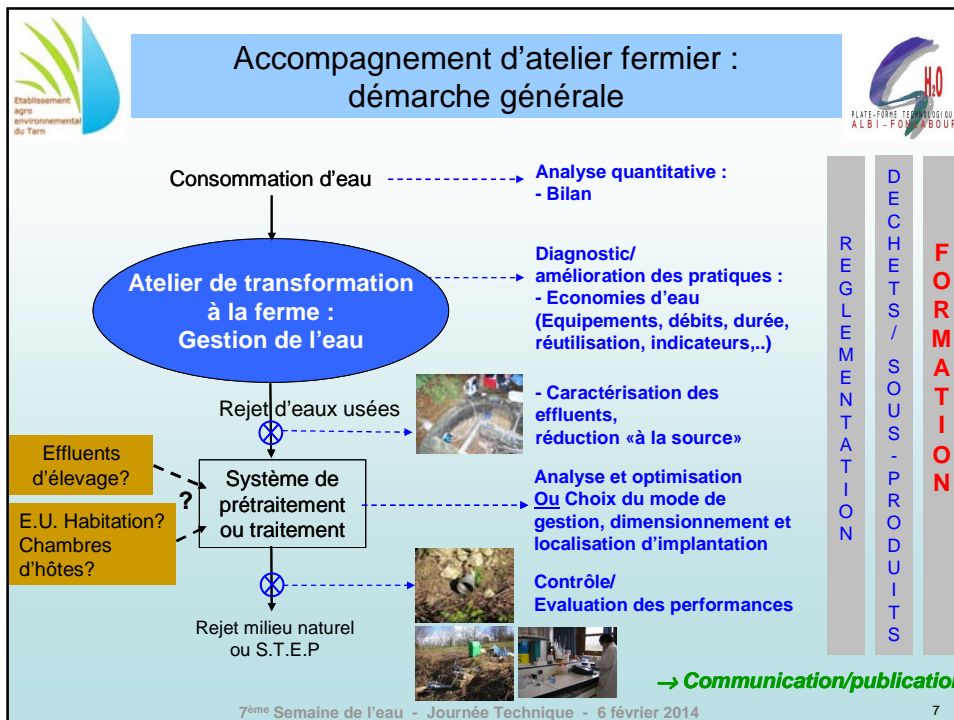 Etablissement
agro
environnemental
du Tarn
Accompagnement d'atelier fermier :
démarche générale
H2O
PLATE-FORME TECHNOLOGIQU
ALBI-FONLABOUR
Consommation d'eau
Analyse quantitative :
- Bilan
Atelier de transformation
à la ferme :
Gestion de l'eau
Diagnostic/
amélioration des pratiques :
- Economies d'eau
(Equipements, débits, durée,
réutilisation, indicateurs,..)
Rejet d'eaux usées
- Caractérisation des
effluents,
réduction «à la source»
Effluents
d'élevage?
?
E.U. Habitation?
Chambres
d'hôtes?
Système de
prétraitement
ou traitement
Analyse et optimisation
Ou Choix du mode de
gestion, dimensionnement et
localisation d'implantation
Contrôle/
Evaluation des performances
Rejet milieu naturel
ou S.T.E.P
REGLEMENTATION
DECHETS/ SOUS-PRODUITS
FORMATION
→ Communication/publication
7ème Semaine de l'eau - Journée Technique - 6 février 2014
7